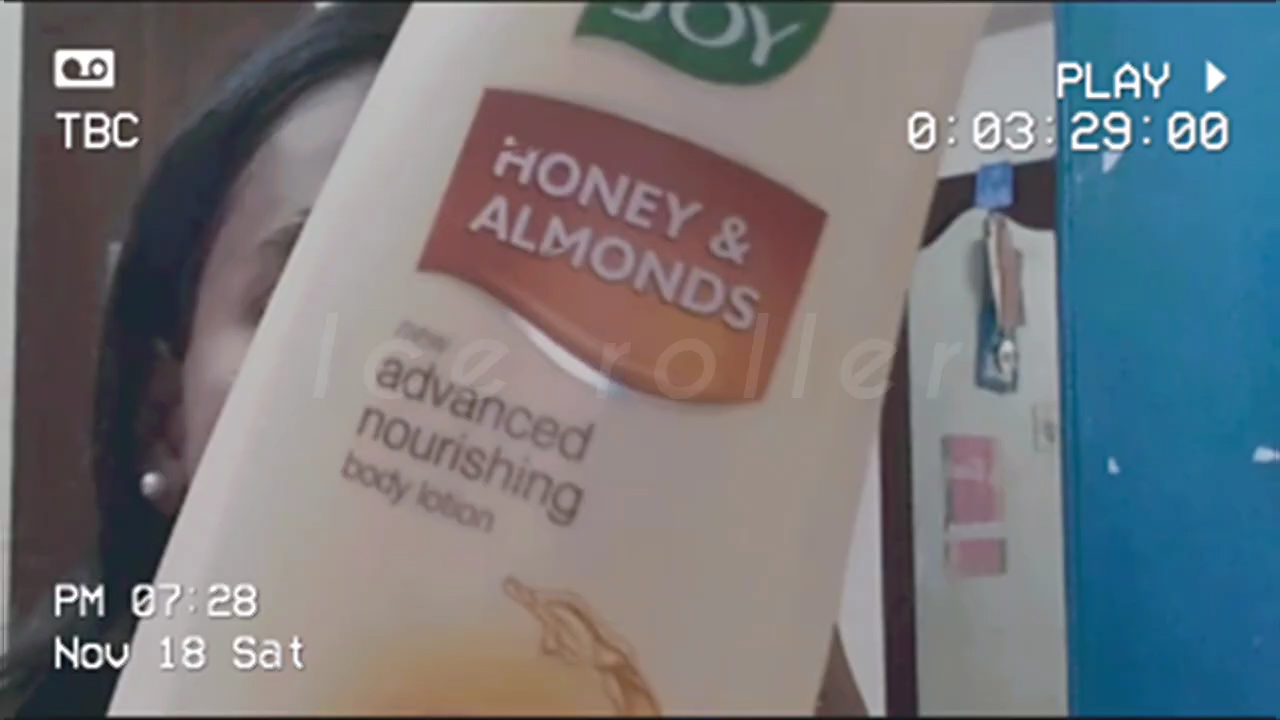 TBC
PLAY
0:03:29:00
JOY
HONEY &
ALMONDS
new
advanced
nourishing
body lotion
Ice roller
PM 07:28
Nov 18 Sat